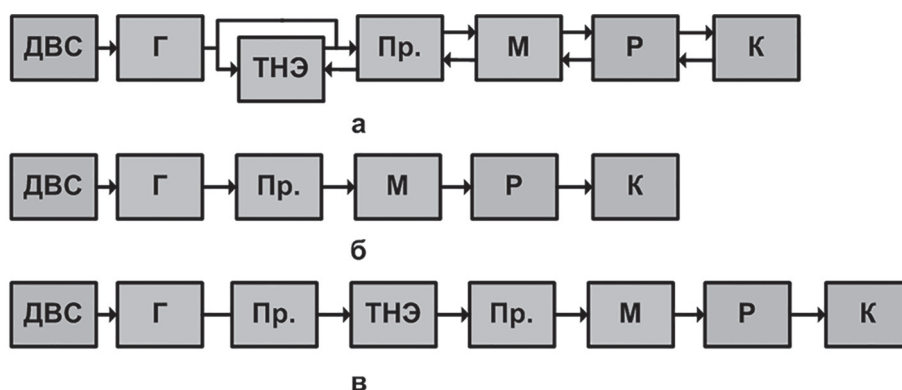 ДВС Г ТНЭ Пр. М Р К
а
ДВС Г Пр. М Р К
б
ДВС Г Пр. ТНЭ Пр. М Р К
в